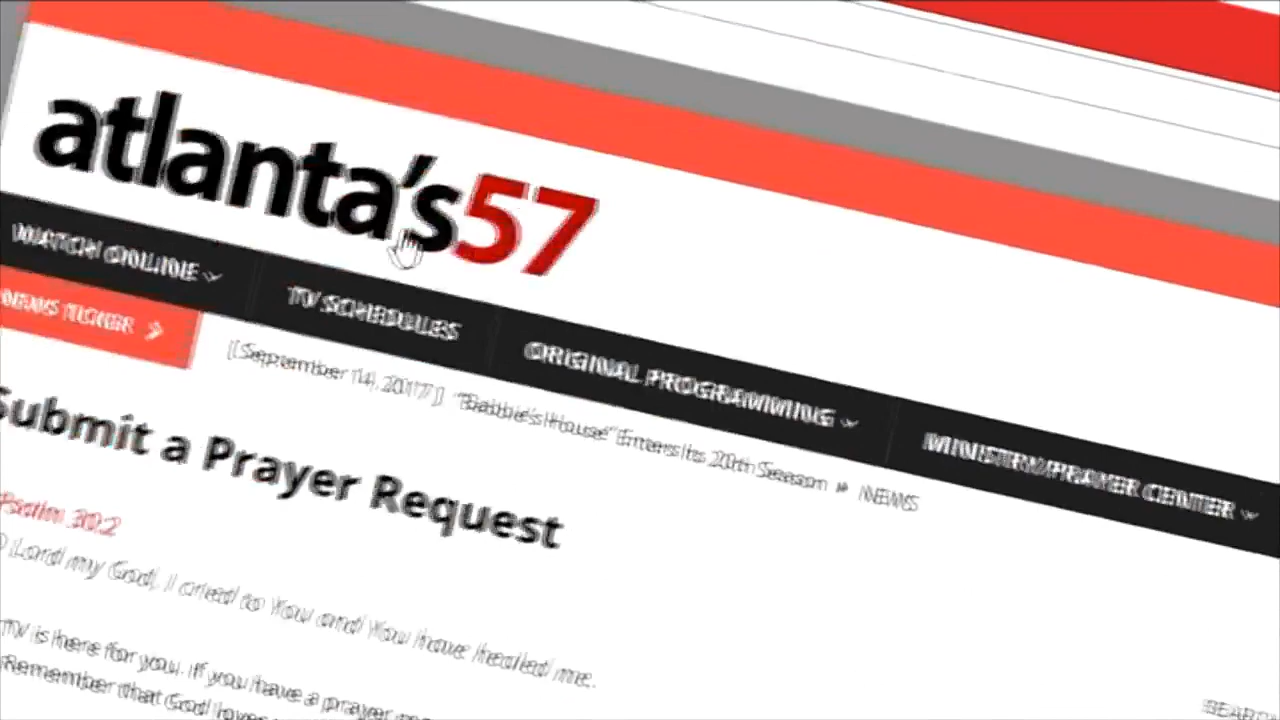 atlanta's57
WATCH ONLINE TV SCHEDULES ORIGINAL PROGRAMMING MINISTRY/PRAYER CENTER
NEWS TICKER [ September 14, 2017 ] "Babbie's House" Enters Its 20th Season NEWS
Submit a Prayer Request
Psalm 30:2
O Lord my God, I cried to You and You have healed me.
TV is here for you. If you have a prayer
Remember that God loves
SEARCH